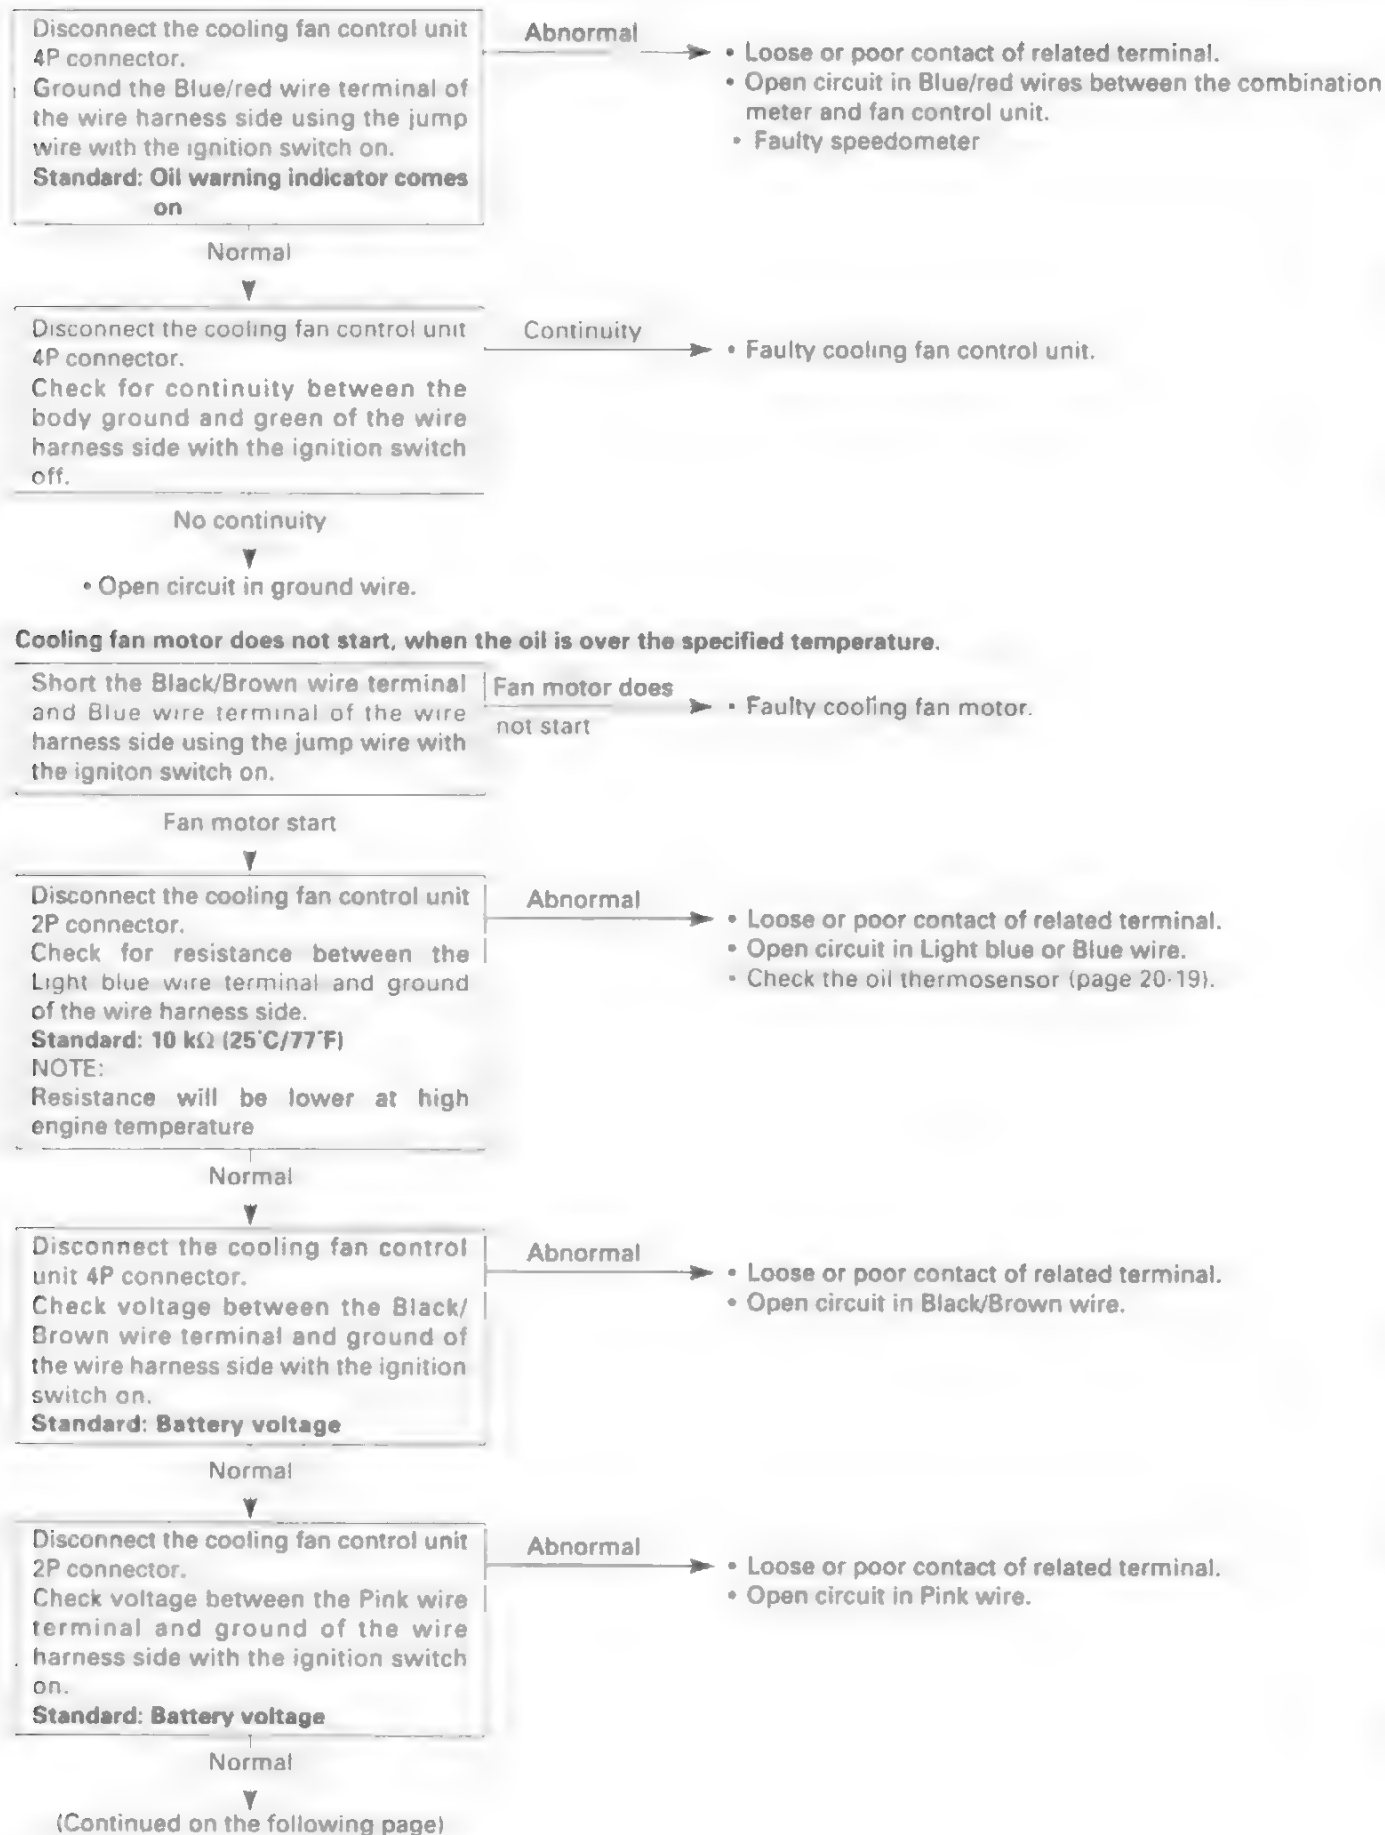 Disconnect the cooling fan control unit
4P connector.
Ground the Blue/red wire terminal of
the wire harness side using the jump
wire with the ignition switch on.
Standard: Oil warning indicator comes
on
Abnormal
• Loose or poor contact of related terminal.
• Open circuit in Blue/red wires between the combination
meter and fan control unit.
• Faulty speedometer
Normal
Disconnect the cooling fan control unit
4P connector.
Check for continuity between the
body ground and green of the wire
harness side with the ignition switch
off.
Continuity
• Faulty cooling fan control unit.
No continuity
• Open circuit in ground wire.
Cooling fan motor does not start, when the oil is over the specified temperature.
Short the Black/Brown wire terminal
and Blue wire terminal of the wire
harness side using the jump wire with
the igniton switch on.
Fan motor does
not start
• Faulty cooling fan motor.
Fan motor start
Disconnect the cooling fan control unit
2P connector.
Check for resistance between the
Light blue wire terminal and ground
of the wire harness side.
Standard: 10 kΩ (25°C/77°F)
NOTE:
Resistance will be lower at high
engine temperature
Abnormal
• Loose or poor contact of related terminal.
• Open circuit in Light blue or Blue wire.
• Check the oil thermosensor (page 20-19).
Normal
Disconnect the cooling fan control
unit 4P connector.
Check voltage between the Black/
Brown wire terminal and ground of
the wire harness side with the ignition
switch on.
Standard: Battery voltage
Abnormal
• Loose or poor contact of related terminal.
• Open circuit in Black/Brown wire.
Normal
Disconnect the cooling fan control unit
2P connector.
Check voltage between the Pink wire
terminal and ground of the wire
harness side with the ignition switch
on.
Standard: Battery voltage
Abnormal
• Loose or poor contact of related terminal.
• Open circuit in Pink wire.
Normal
(Continued on the following page)